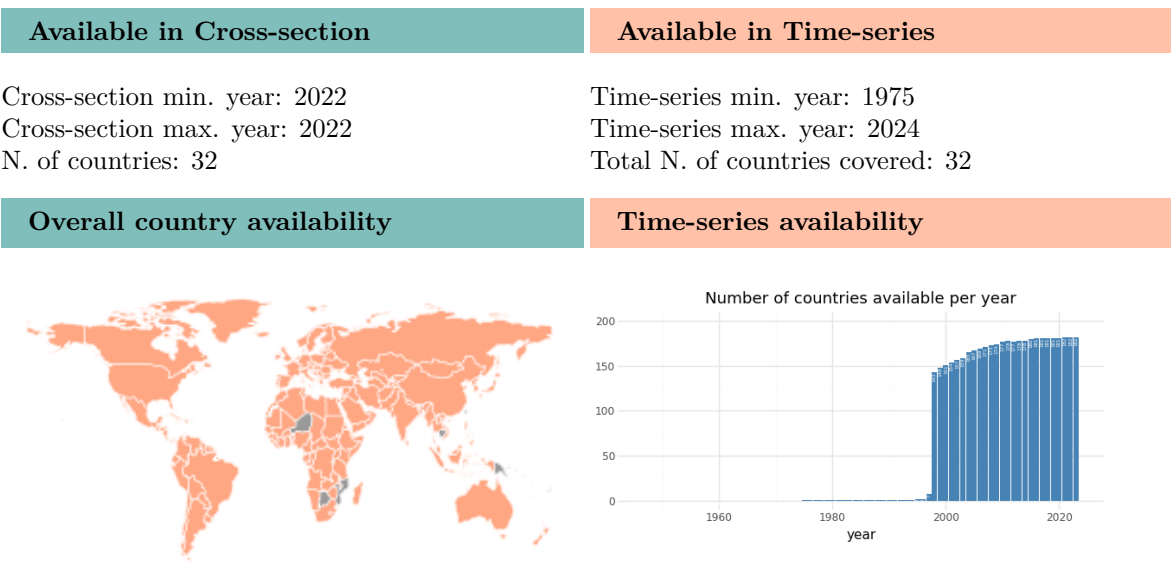 Available in Cross-section
Available in Time-series
Cross-section min. year: 2022
Cross-section max. year: 2022
N. of countries: 32
Time-series min. year: 1975
Time-series max. year: 2024
Total N. of countries covered: 32
Overall country availability
Time-series availability
Number of countries available per year
200
150
100
50
0
1960
1980
2000
2020
year